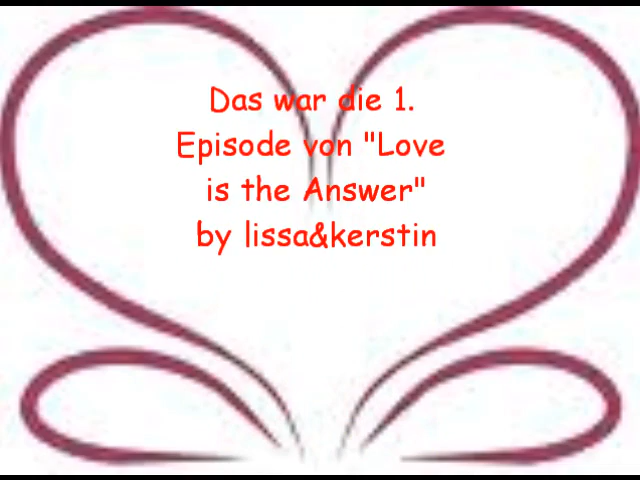 Das war die 1.
Episode von "Love
is the Answer"
by lissa&kerstin